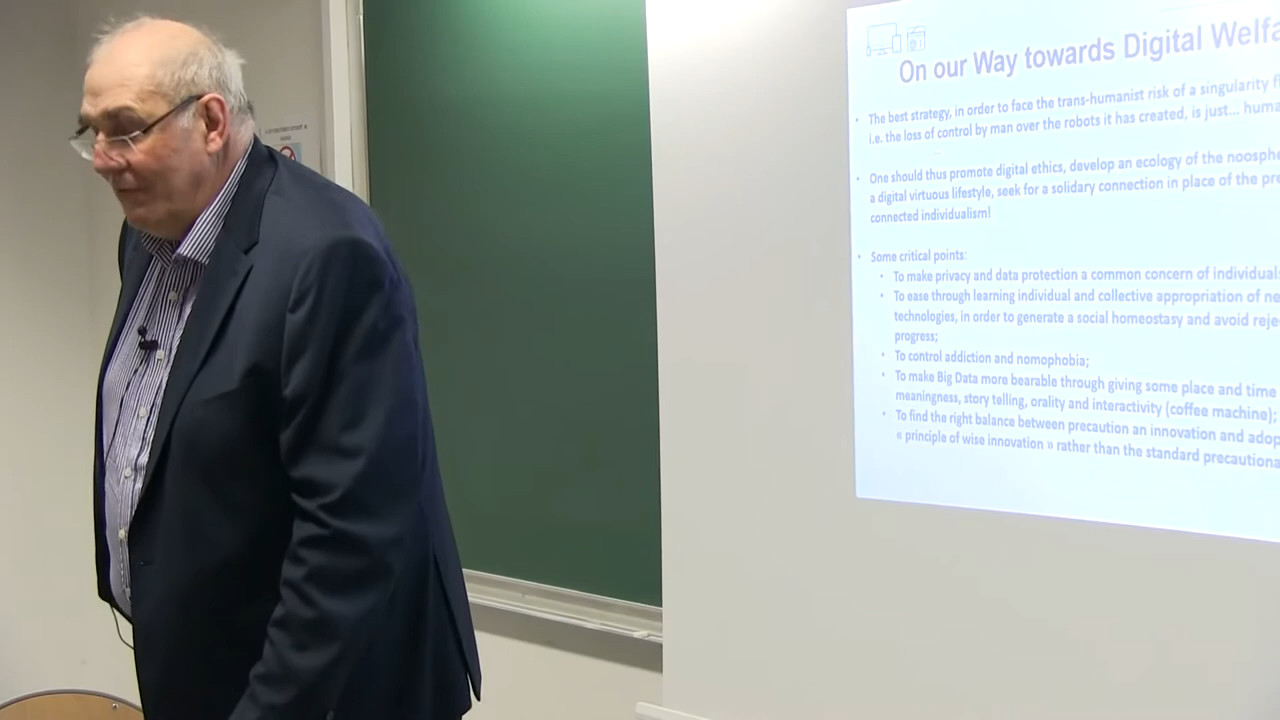 On our Way towards Digital Welfa
• The best strategy, in order to face the trans-humanist risk of a singularity
i.e. the loss of control by man over the robots it has created, is just... huma
• One should thus promote digital ethics, develop an ecology of the noosphe
a digital virtuous lifestyle, seek for a solidary connection in place of the pre
connected individualism!
• Some critical points:
• To make privacy and data protection a common concern of individuals
• To ease through learning individual and collective appropriation of ne
technologies, in order to generate a social homeostasy and avoid reje
progress;
• To control addiction and nomophobia;
• To make Big Data more bearable through giving some place and time
meaningness, story telling, orality and interactivity (coffee machine);
• To find the right balance between precaution an innovation and adop
« principle of wise innovation » rather than the standard precautiona